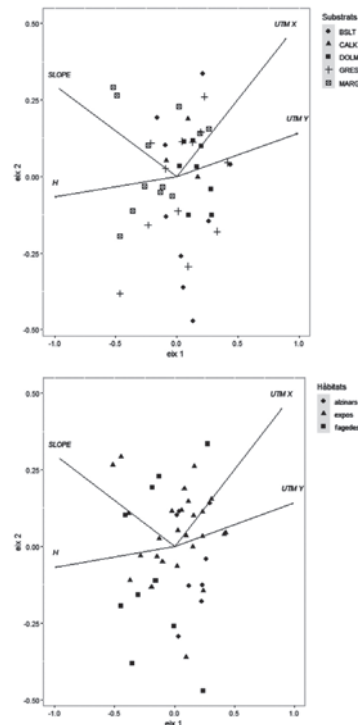 Substrats
BSLT
CALK
DOLM
GRES
MARG
UTM X
SLOPE
UTM Y
H
0.50
0.25
0.00
-0.25
-0.50
eix 2
-1.0
-0.5
0.0
0.5
1.0
eix 1
Hàbitats
alzinars
expos
fagedes
UTM X
SLOPE
UTM Y
H
0.50
0.25
0.00
-0.25
-0.50
eix 2
-1.0
-0.5
0.0
0.5
1.0
eix 1